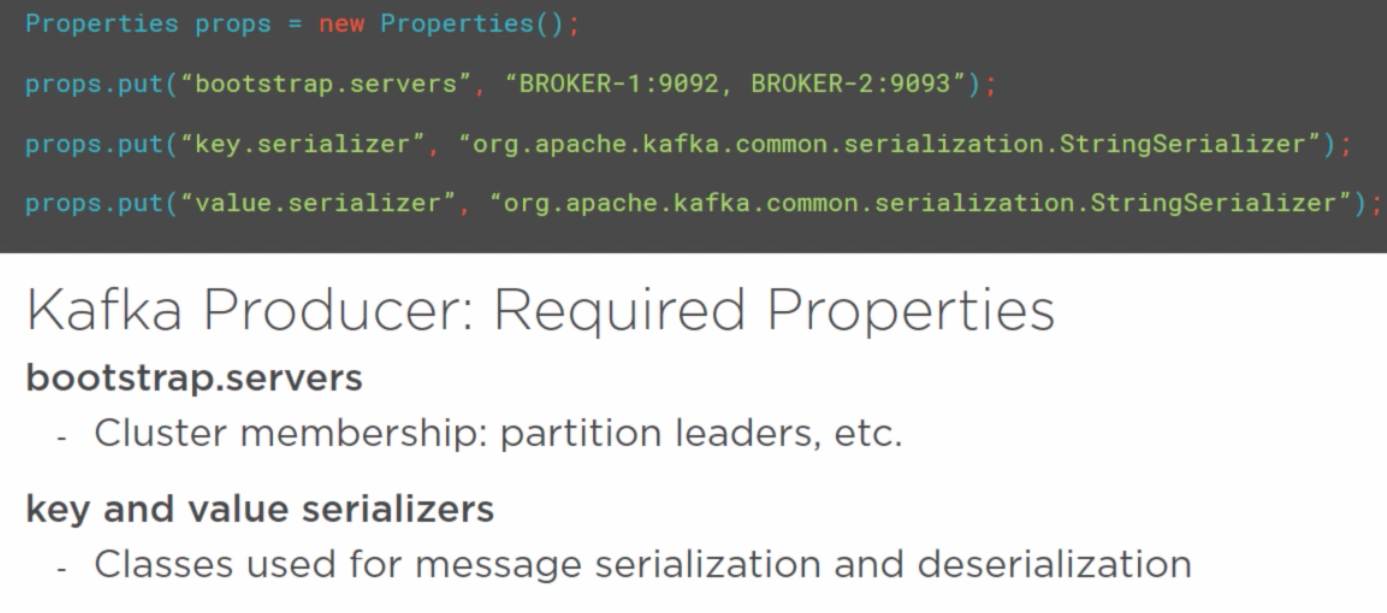 Properties props = new Properties();
props.put(“bootstrap.servers”, “BROKER-1:9092, BROKER-2:9093”);
props.put(“key.serializer”, “org.apache.kafka.common.serialization.StringSerializer”);
props.put(“value.serializer”, “org.apache.kafka.common.serialization.StringSerializer”);
Kafka Producer: Required Properties
bootstrap.servers
- Cluster membership: partition leaders, etc.
key and value serializers
- Classes used for message serialization and deserialization